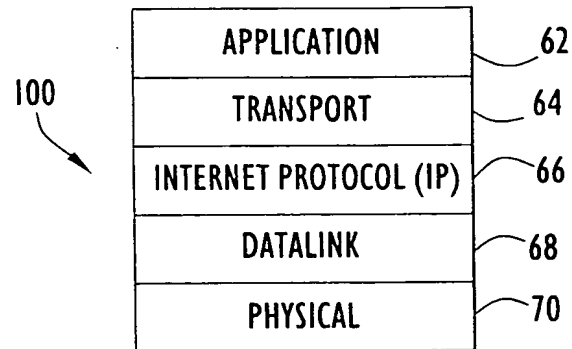 APPLICATION 62
100
TRANSPORT 64
INTERNET PROTOCOL (IP) 66
DATALINK 68
PHYSICAL 70